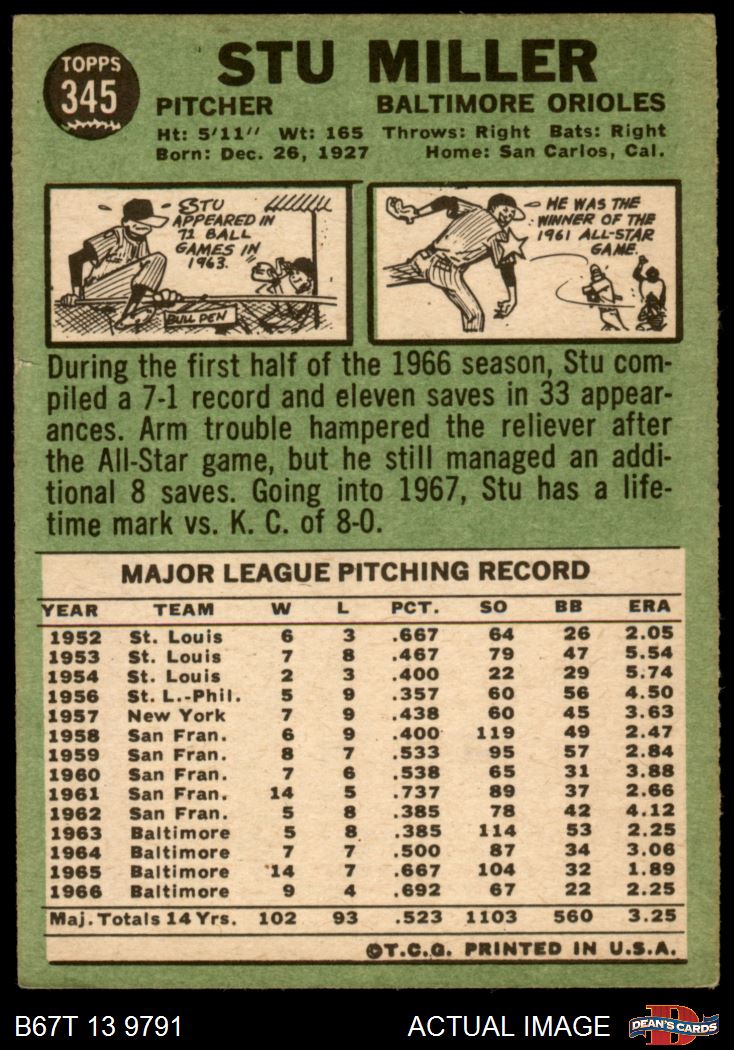 TOPPS
345
STU MILLER
PITCHER BALTIMORE ORIOLES
Ht: 5'11" Wt: 165 Throws: Right Bats: Right
Born: Dec. 26, 1927 Home: San Carlos, Cal.
STU
APPEARED IN
71 BALL
GAMES IN
1963.
BULL PEN
HE WAS THE
WINNER OF THE
1961 ALL-STAR
GAME.
During the first half of the 1966 season, Stu com-
piled a 7-1 record and eleven saves in 33 appear-
ances. Arm trouble hampered the reliever after
the All-Star game, but he still managed an addi-
tional 8 saves. Going into 1967, Stu has a life-
time mark vs. K. C. of 8-0.
MAJOR LEAGUE PITCHING RECORD
YEAR TEAM W L PCT. SO BB ERA
1952 St. Louis 6 3 .667 64 26 2.05
1953 St. Louis 7 8 .467 79 47 5.54
1954 St. Louis 2 3 .400 22 29 5.74
1956 St. L.-Phil. 5 9 .357 60 56 4.50
1957 New York 7 9 .438 60 45 3.63
1958 San Fran. 6 9 .400 119 49 2.47
1959 San Fran. 8 7 .533 95 57 2.84
1960 San Fran. 7 6 .538 65 31 3.88
1961 San Fran. 14 5 .737 89 37 2.66
1962 San Fran. 5 8 .385 78 42 4.12
1963 Baltimore 5 8 .385 114 53 2.25
1964 Baltimore 7 7 .500 87 34 3.06
1965 Baltimore 14 7 .667 104 32 1.89
1966 Baltimore 9 4 .692 67 22 2.25
Maj. Totals 14 Yrs. 102 93 .523 1103 560 3.25
©T.C.G. PRINTED IN U.S.A.
B67T 13 9791 ACTUAL IMAGE
DEAN'S CARDS